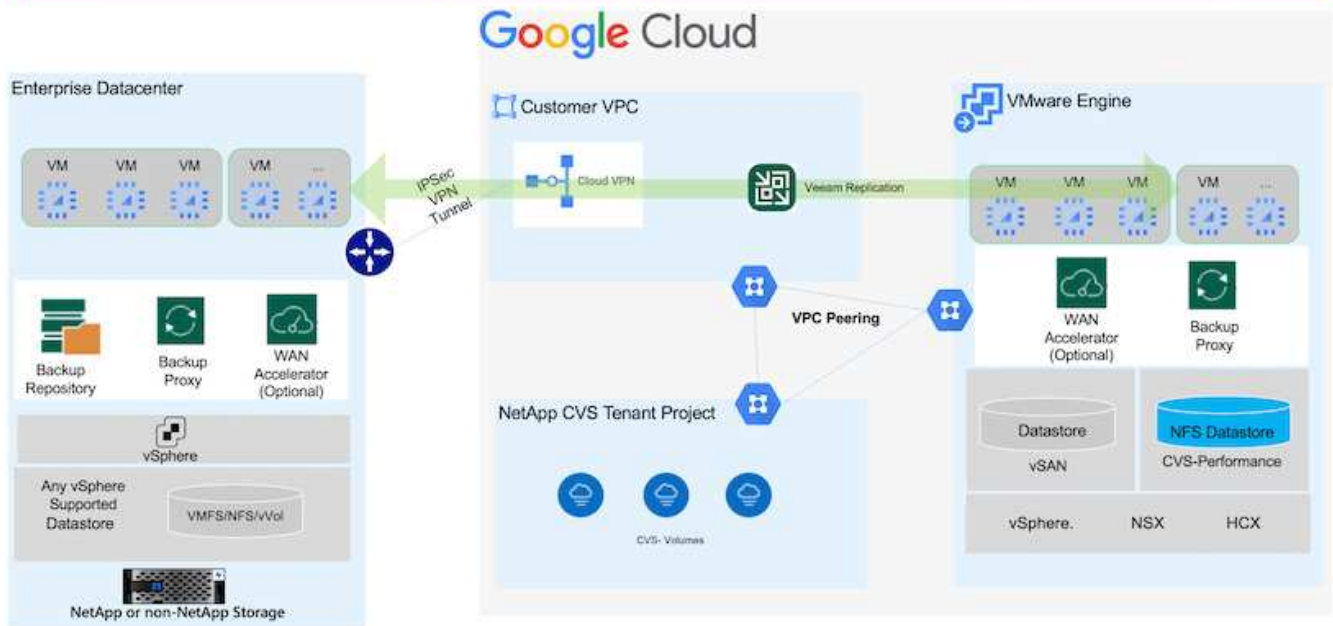 Google Cloud
Enterprise Datacenter
VM
VM
VM
VM
...
IPSec
VPN
Tunnel
Backup
Repository
Backup
Proxy
WAN
Accelerator
(Optional)
vSphere
Any vSphere
Supported
Datastore
VMFS/NFS/vVol
NetApp or non-NetApp Storage
Customer VPC
Cloud VPN
Veeam Replication
VPC Peering
NetApp CVS Tenant Project
CVS- Volumes
VMware Engine
VM
VM
VM
VM
...
WAN
Accelerator
(Optional)
Backup
Proxy
Datastore
vSAN
NFS Datastore
CVS-Performance
vSphere.
NSX
HCX